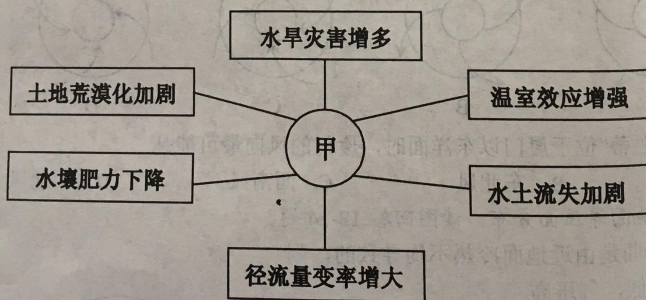 水旱灾害增多
土地荒漠化加剧
温室效应增强
甲
水壤肥力下降
水土流失加剧
径流量变率增大